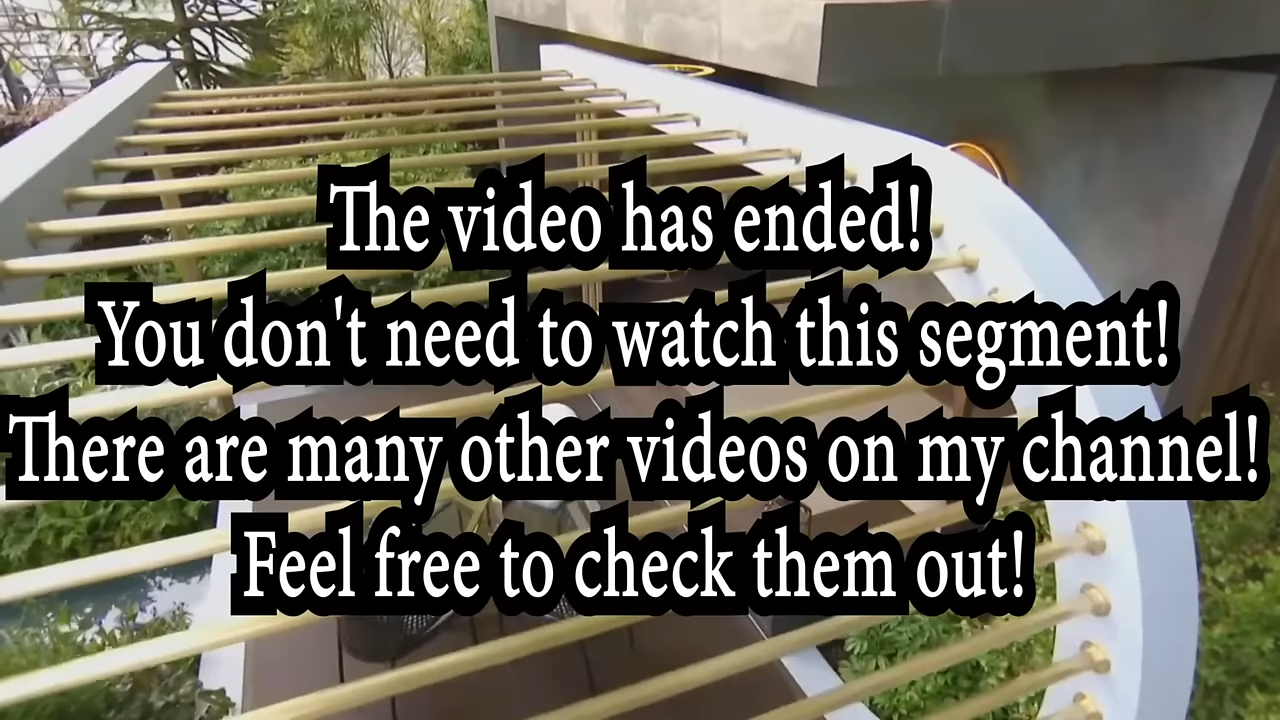 The video has ended!
You don't need to watch this segment!
There are many other videos on my channel!
Feel free to check them out!